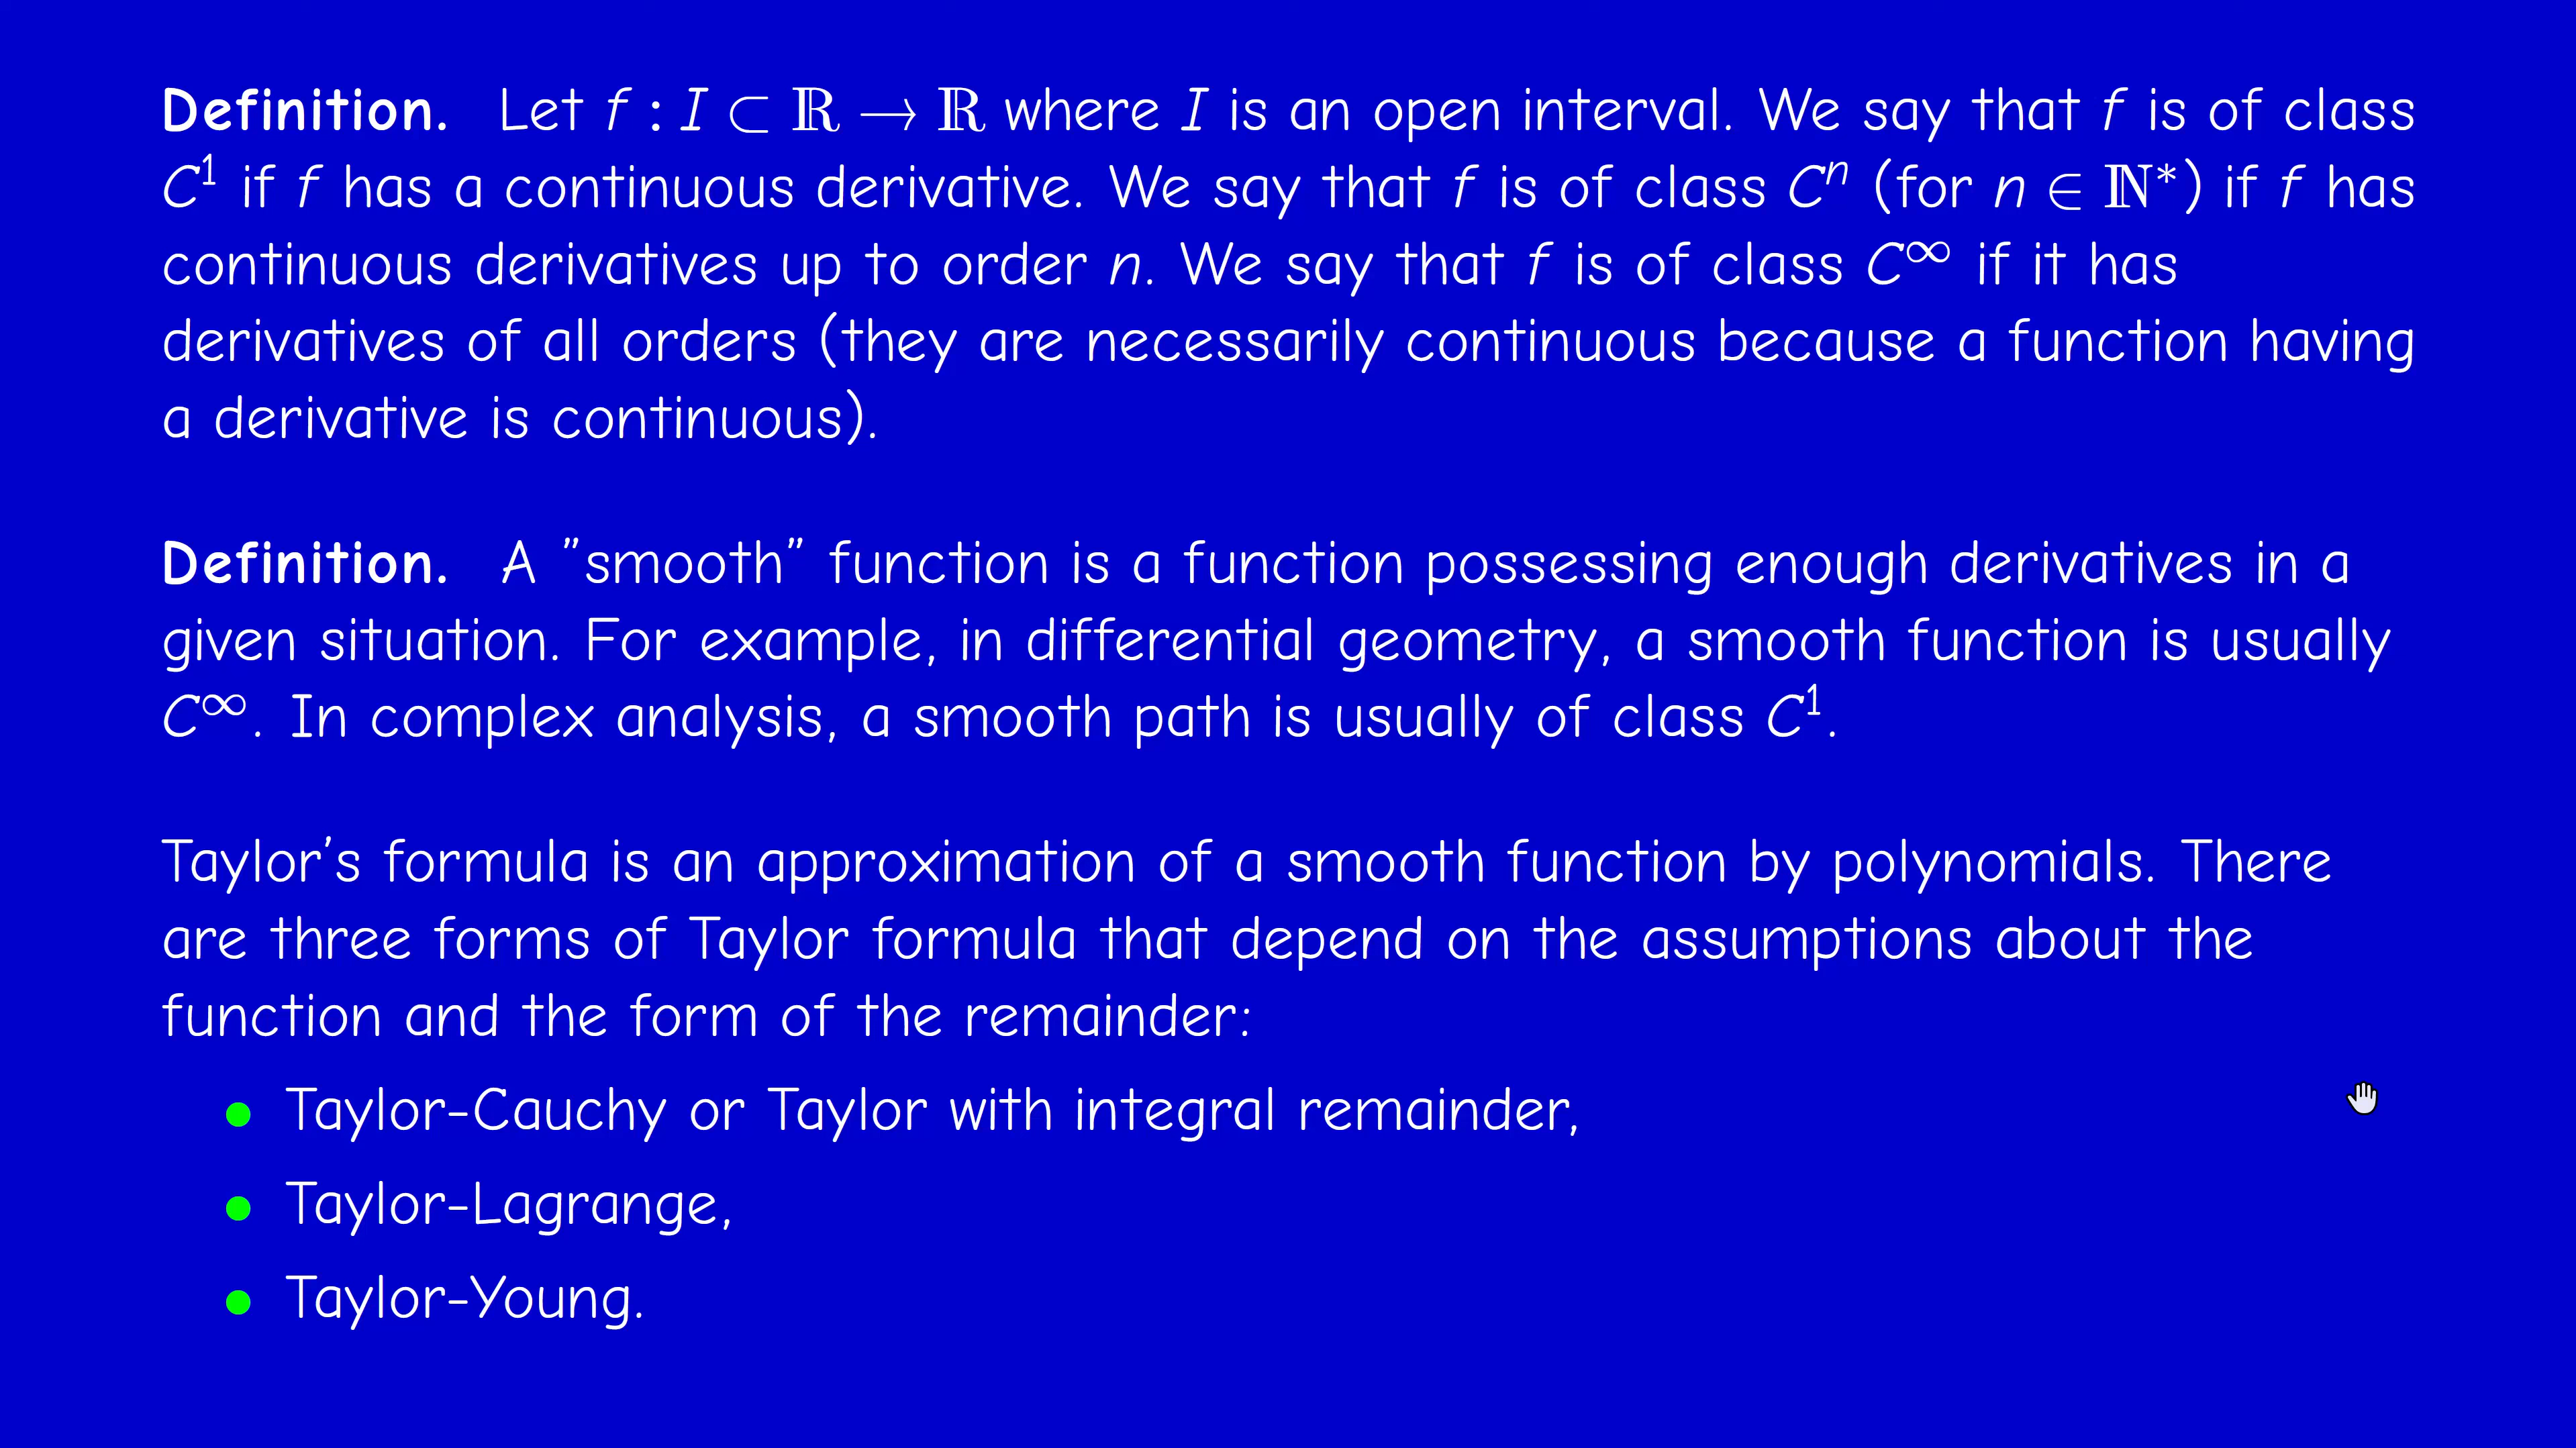 Definition. Let f : I ⊂ ℝ → ℝ where I is an open interval. We say that f is of class
C¹ if f has a continuous derivative. We say that f is of class Cⁿ (for n ∈ ℕ*) if f has
continuous derivatives up to order n. We say that f is of class C^∞ if it has
derivatives of all orders (they are necessarily continuous because a function having
a derivative is continuous).
Definition. A ”smooth” function is a function possessing enough derivatives in a
given situation. For example, in differential geometry, a smooth function is usually
C^∞. In complex analysis, a smooth path is usually of class C¹.
Taylor’s formula is an approximation of a smooth function by polynomials. There
are three forms of Taylor formula that depend on the assumptions about the
function and the form of the remainder:
• Taylor-Cauchy or Taylor with integral remainder,
• Taylor-Lagrange,
• Taylor-Young.